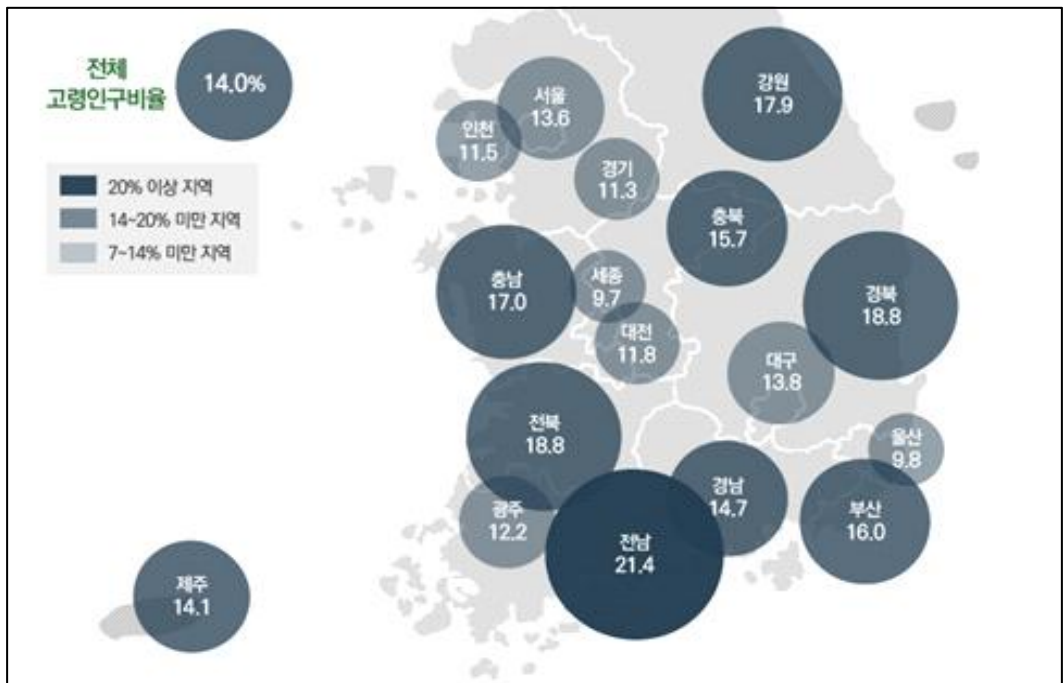 전체
고령인구비율
14.0%
20% 이상 지역
14~20% 미만 지역
7~14% 미만 지역
서울
13.6
인천
11.5
경기
11.3
강원
17.9
충북
15.7
충남
17.0
세종
9.7
대전
11.8
경북
18.8
대구
13.8
전북
18.8
울산
9.8
광주
12.2
경남
14.7
부산
16.0
전남
21.4
제주
14.1